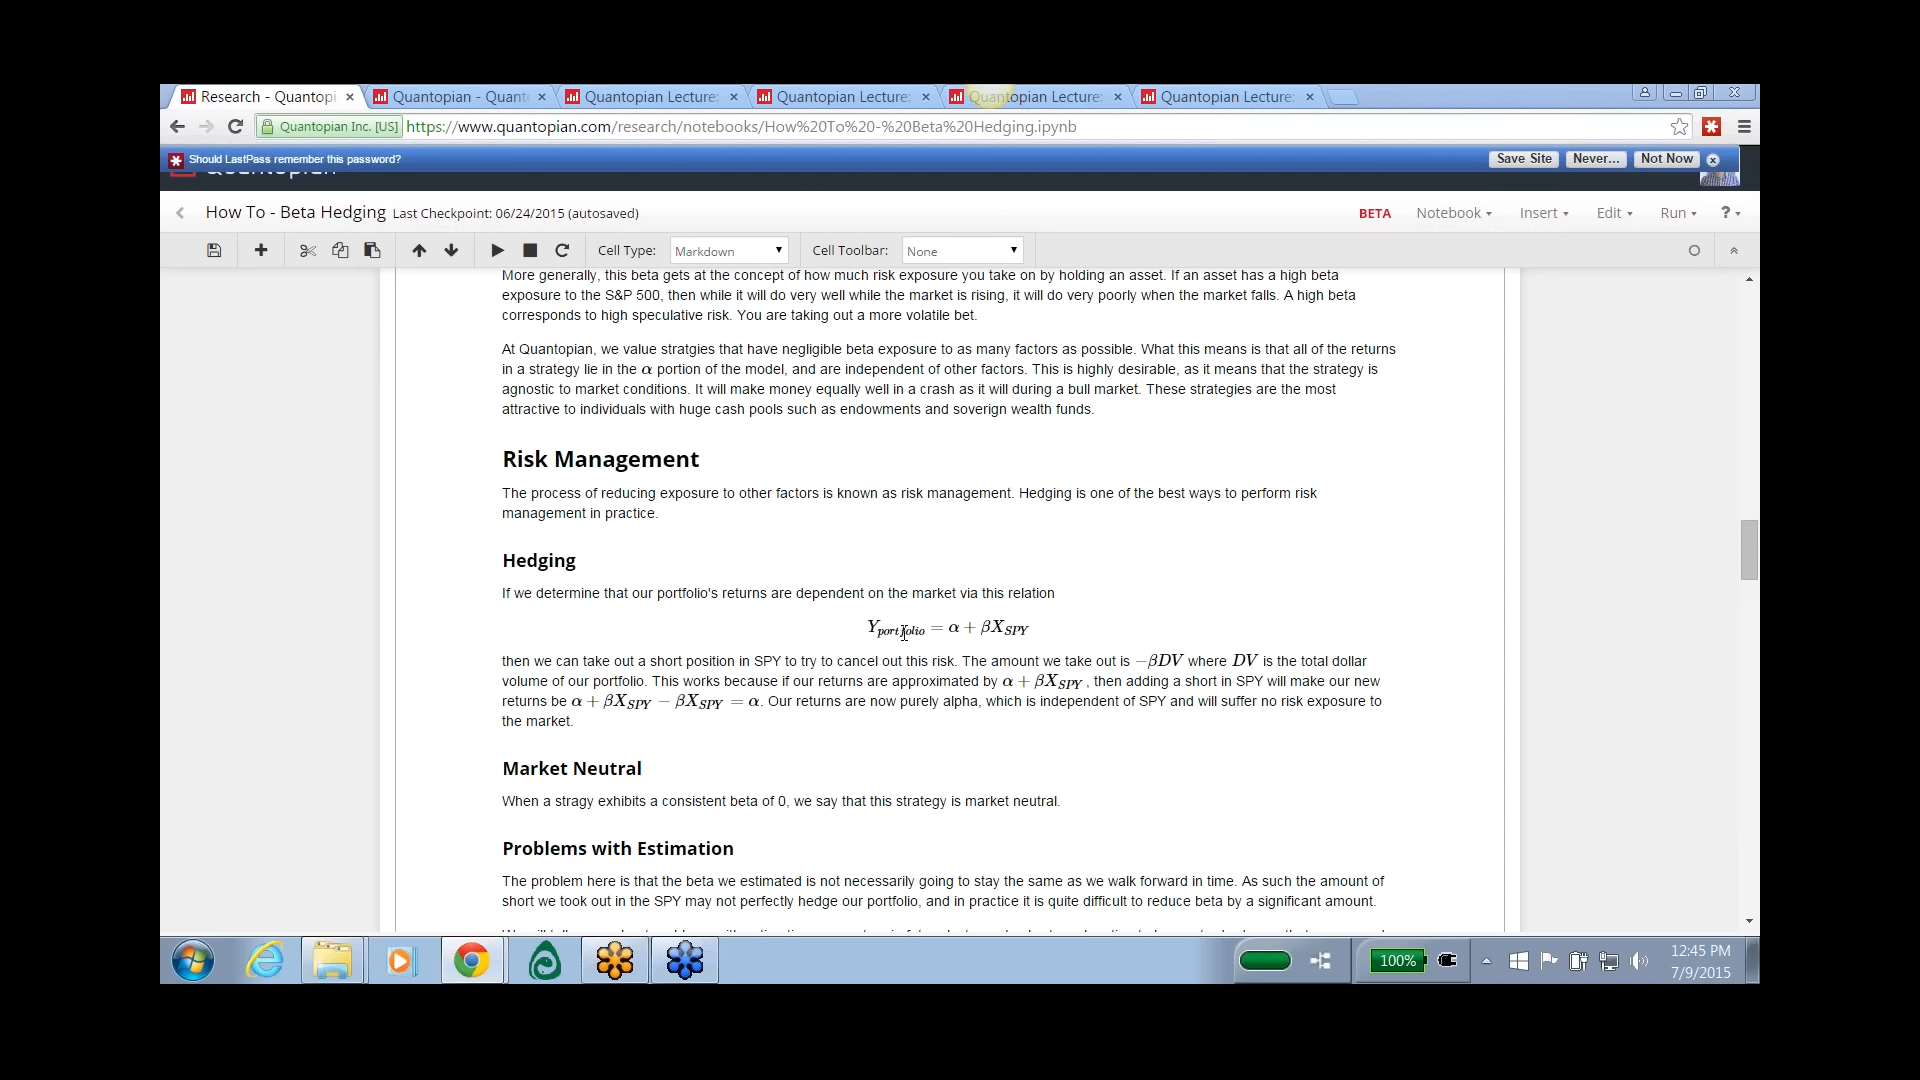 Research - Quantopi
Quantopian - Quant
Quantopian Lecture:
Quantopian Lecture:
Quantopian Lecture:
Quantopian Lecture:
Quantopian Inc. [US] https://www.quantopian.com/research/notebooks/How%20To%20-%20Beta%20Hedging.ipynb
Should LastPass remember this password?
Save Site Never... Not Now
Quantopian
How To - Beta Hedging Last Checkpoint: 06/24/2015 (autosaved)
BETA Notebook Insert Edit Run ?
Cell Type: Markdown Cell Toolbar: None
More generally, this beta gets at the concept of how much risk exposure you take on by holding an asset. If an asset has a high beta
exposure to the S&P 500, then while it will do very well while the market is rising, it will do very poorly when the market falls. A high beta
corresponds to high speculative risk. You are taking out a more volatile bet.
At Quantopian, we value stratgies that have negligible beta exposure to as many factors as possible. What this means is that all of the returns
in a strategy lie in the α portion of the model, and are independent of other factors. This is highly desirable, as it means that the strategy is
agnostic to market conditions. It will make money equally well in a crash as it will during a bull market. These strategies are the most
attractive to individuals with huge cash pools such as endowments and soverign wealth funds.
Risk Management
The process of reducing exposure to other factors is known as risk management. Hedging is one of the best ways to perform risk
management in practice.
Hedging
If we determine that our portfolio's returns are dependent on the market via this relation
Y_portfolio = α + βX_SPY
then we can take out a short position in SPY to try to cancel out this risk. The amount we take out is −βDV where DV is the total dollar
volume of our portfolio. This works because if our returns are approximated by α + βX_SPY , then adding a short in SPY will make our new
returns be α + βX_SPY − βX_SPY = α. Our returns are now purely alpha, which is independent of SPY and will suffer no risk exposure to
the market.
Market Neutral
When a stragy exhibits a consistent beta of 0, we say that this strategy is market neutral.
Problems with Estimation
The problem here is that the beta we estimated is not necessarily going to stay the same as we walk forward in time. As such the amount of
short we took out in the SPY may not perfectly hedge our portfolio, and in practice it is quite difficult to reduce beta by a significant amount.
100%
12:45 PM
7/9/2015